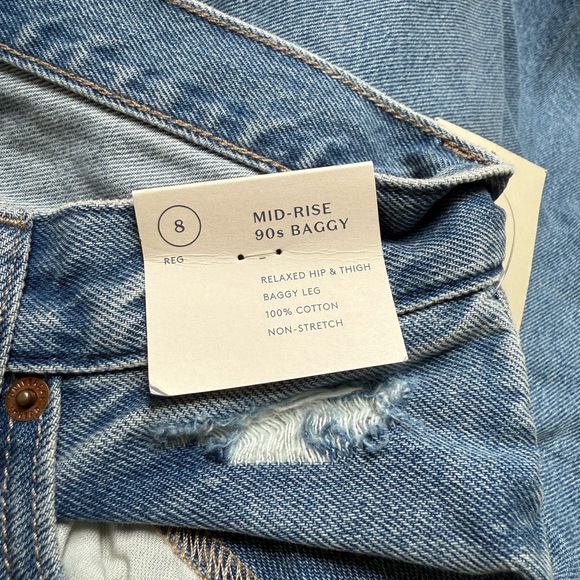 8
REG
MID-RISE
90s BAGGY
RELAXED HIP & THIGH
BAGGY LEG
100% COTTON
NON-STRETCH